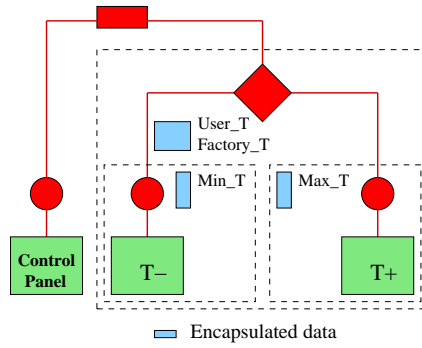 User_T
Factory_T
Min_T
Max_T
Control
Panel
T−
T+
Encapsulated data